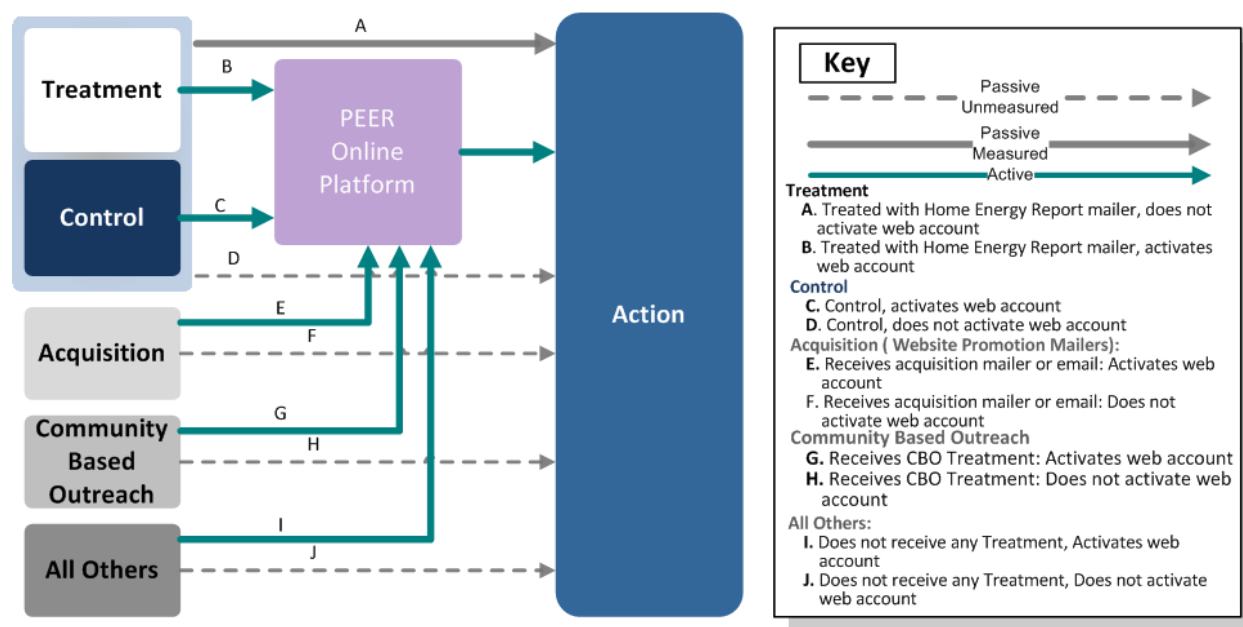 A
Treatment
B
PEER
Online
Platform
Control
C
D
Acquisition
E
F
Community
Based
Outreach
G
H
All Others
I
J
Action
Key
Passive
Unmeasured
Passive
Measured
Active
Treatment
A. Treated with Home Energy Report mailer, does not
activate web account
B. Treated with Home Energy Report mailer, activates
web account
Control
C. Control, activates web account
D. Control, does not activate web account
Acquisition ( Website Promotion Mailers):
E. Receives acquisition mailer or email: Activates web
account
F. Receives acquisition mailer or email: Does not
activate web account
Community Based Outreach
G. Receives CBO Treatment: Activates web account
H. Receives CBO Treatment: Does not activate web
account
All Others:
I. Does not receive any Treatment, Activates web
account
J. Does not receive any Treatment, Does not activate
web account